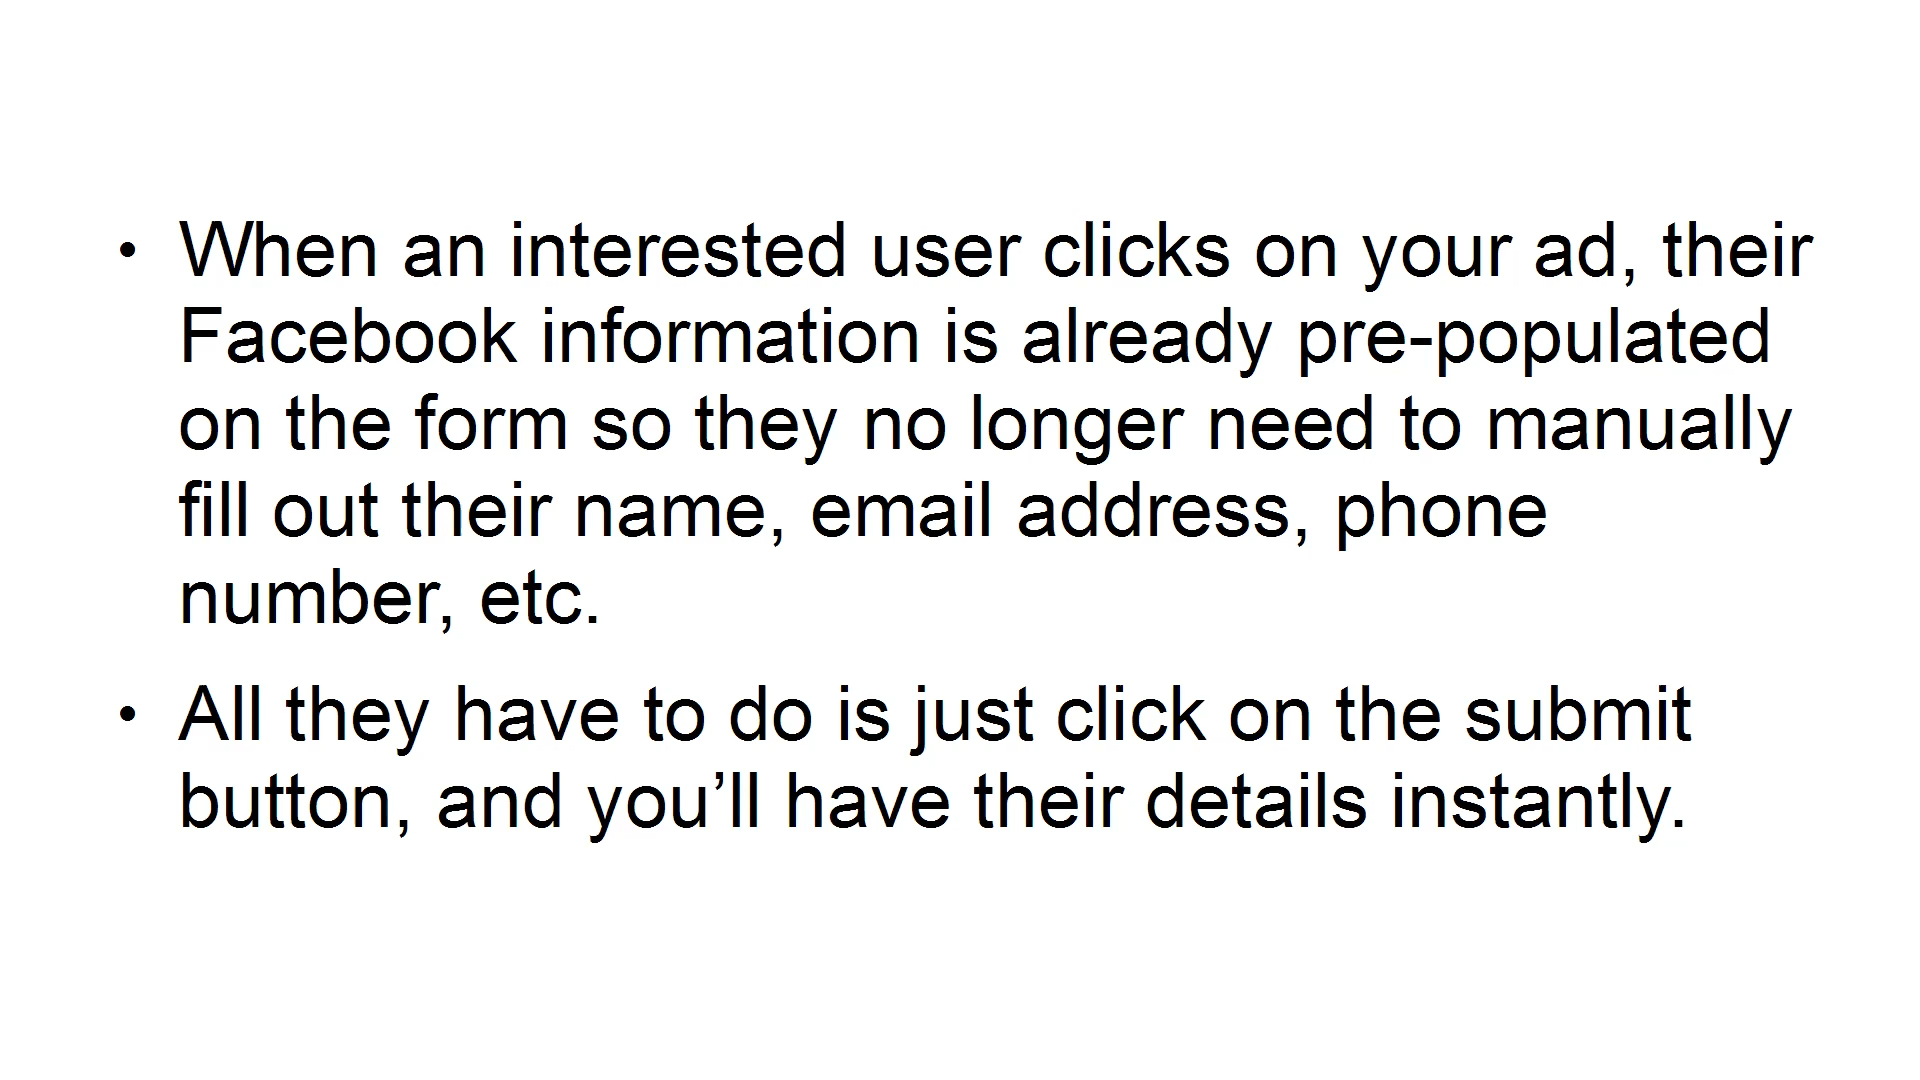 • When an interested user clicks on your ad, their
Facebook information is already pre-populated
on the form so they no longer need to manually
fill out their name, email address, phone
number, etc.
• All they have to do is just click on the submit
button, and you’ll have their details instantly.